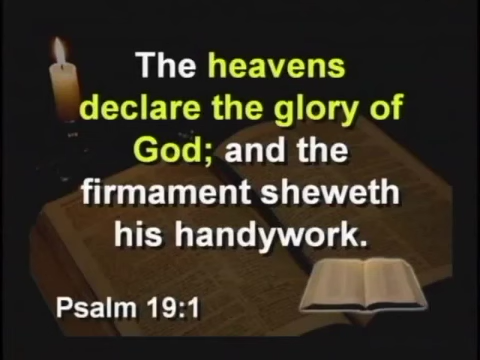 The heavens
declare the glory of
God; and the
firmament sheweth
his handywork.
Psalm 19:1